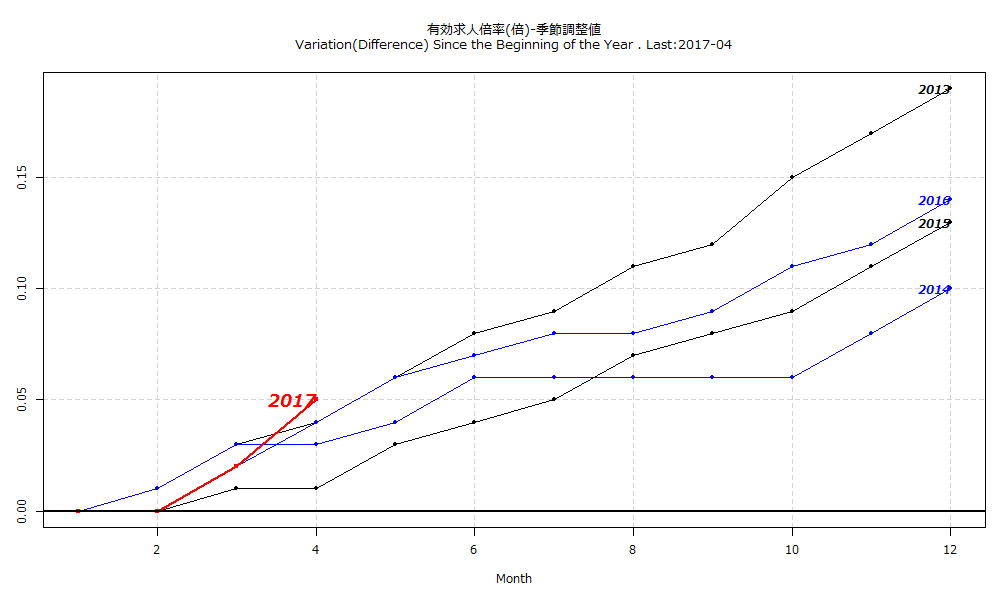 有効求人倍率(倍)-季節調整値
Variation(Difference) Since the Beginning of the Year . Last:2017-04
2013
0.15
2016
2015
0.10
2014
2017
0.05
0.00
2 4 6 8 10 12
Month